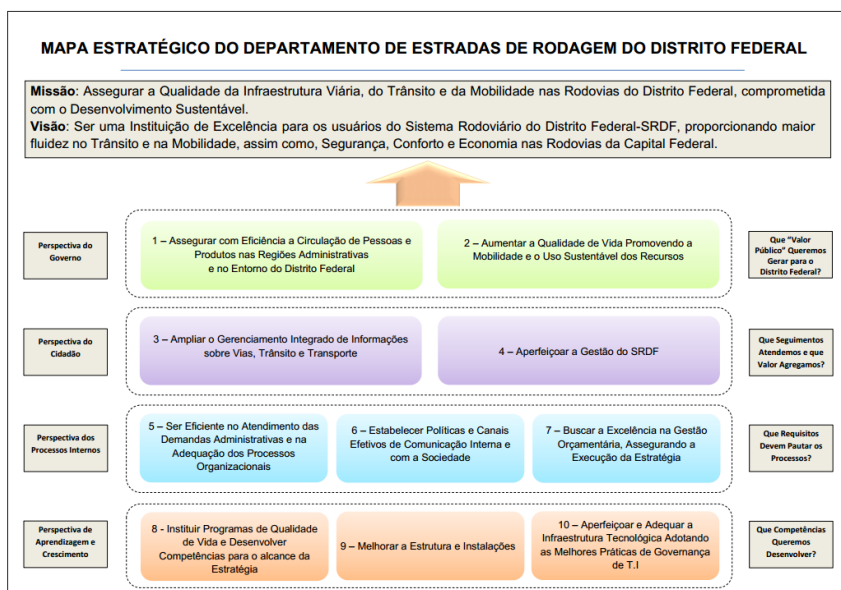 MAPA ESTRATÉGICO DO DEPARTAMENTO DE ESTRADAS DE RODAGEM DO DISTRITO FEDERAL
Missão: Assegurar a Qualidade da Infraestrutura Viária, do Trânsito e da Mobilidade nas Rodovias do Distrito Federal, comprometida
com o Desenvolvimento Sustentável.
Visão: Ser uma Instituição de Excelência para os usuários do Sistema Rodoviário do Distrito Federal-SRDF, proporcionando maior
fluidez no Trânsito e na Mobilidade, assim como, Segurança, Conforto e Economia nas Rodovias da Capital Federal.
Perspectiva do
Governo
1 – Assegurar com Eficiência a Circulação de Pessoas e
Produtos nas Regiões Administrativas
e no Entorno do Distrito Federal
2 – Aumentar a Qualidade de Vida Promovendo a
Mobilidade e o Uso Sustentável dos Recursos
Que "Valor
Público" Queremos
Gerar para o
Distrito Federal?
Perspectiva do
Cidadão
3 – Ampliar o Gerenciamento Integrado de Informações
sobre Vias, Trânsito e Transporte
4 – Aperfeiçoar a Gestão do SRDF
Que Seguimentos
Atendemos e que
Valor Agregamos?
Perspectiva dos
Processos Internos
5 – Ser Eficiente no Atendimento das
Demandas Administrativas e na
Adequação dos Processos
Organizacionais
6 – Estabelecer Políticas e Canais
Efetivos de Comunicação Interna e
com a Sociedade
7 – Buscar a Excelência na Gestão
Orçamentária, Assegurando a
Execução da Estratégia
Que Requisitos
Devem Pautar os
Processos?
Perspectiva de
Aprendizagem e
Crescimento
8 - Instituir Programas de Qualidade
de Vida e Desenvolver
Competências para o alcance da
Estratégia
9 – Melhorar a Estrutura e Instalações
10 – Aperfeiçoar e Adequar a
Infraestrutura Tecnológica Adotando
as Melhores Práticas de Governança
de T.I
Que Competências
Queremos
Desenvolver?